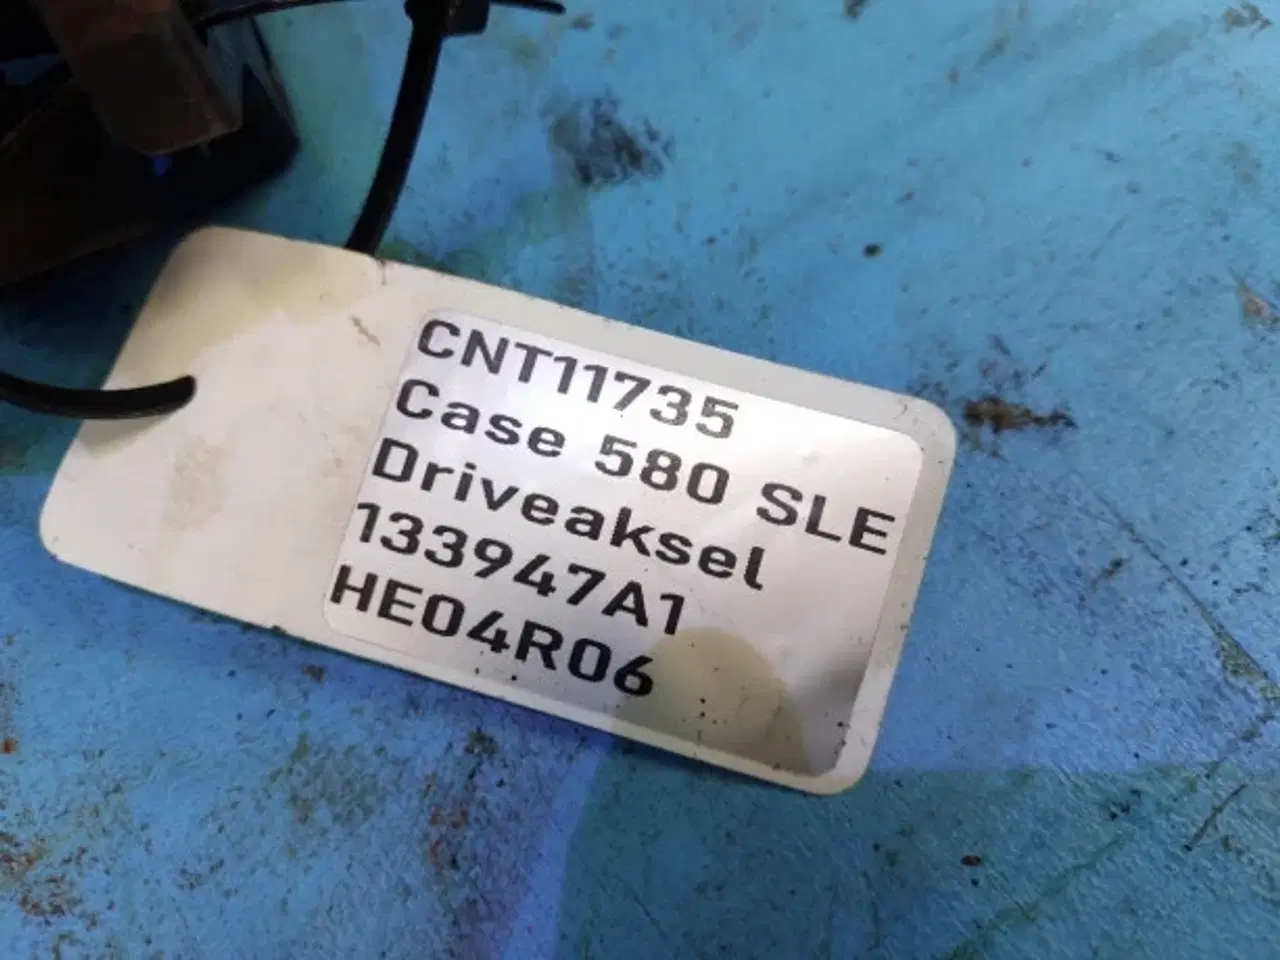 CNT11735
Case 580 SLE
Driveaksel
133947A1
HE04R06